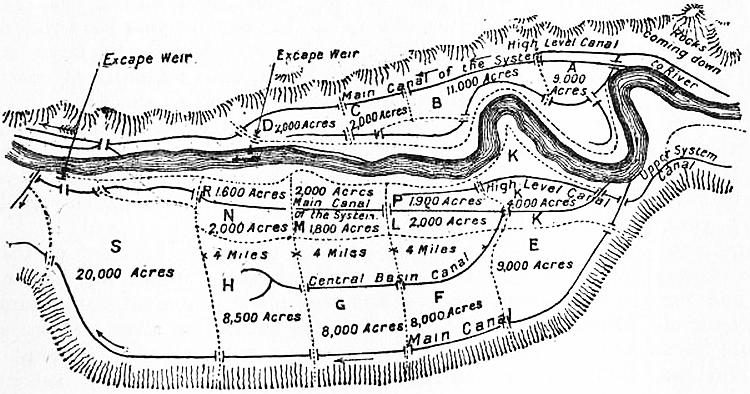 Rocks
coming down
to River
High Level Canal
Escape Weir
Escape Weir
Main Canal of the System
A
9.000
Acres
11.000 Acres
B
C
2,000 Acres
D 2,000 Acres
K
Upper System
Canal
High Level Canal
R 1.600 Acres
2,000 Acres
Main Canal
of the System
P
1,900 Acres
4,000 Acres
N
2,000 Acres
M 1,800 Acres
L
2,000 Acres
K
S
20,000 Acres
4 Miles
4 Miles
4 Miles
E
9,000 Acres
H
Central Basin Canal
8,500 Acres
G
8,000 Acres
F
8,000 Acres
Main Canal